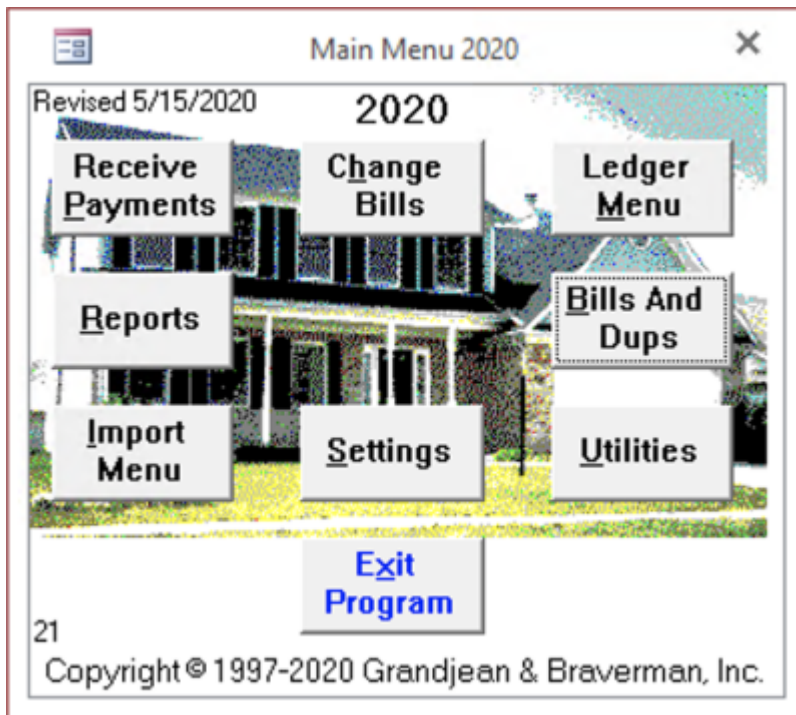 Main Menu 2020
Revised 5/15/2020
2020
Receive
Payments
Change
Bills
Ledger
Menu
Reports
Bills And
Dups
Import
Menu
Settings
Utilities
Exit
Program
21
Copyright © 1997-2020 Grandjean & Braverman, Inc.